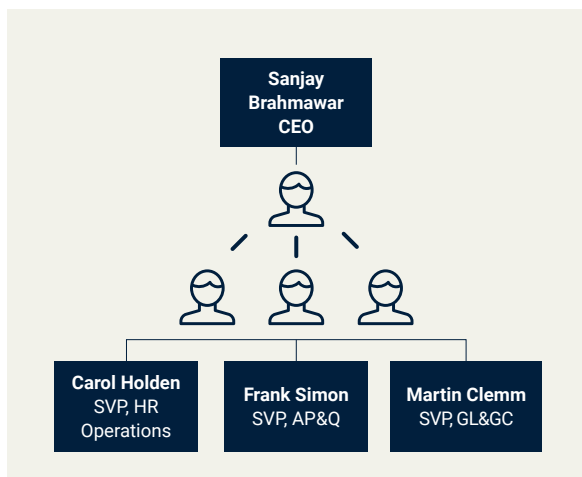 Sanjay
Brahmawar
CEO
Carol Holden
SVP, HR
Operations
Frank Simon
SVP, AP&Q
Martin Clemm
SVP, GL&GC